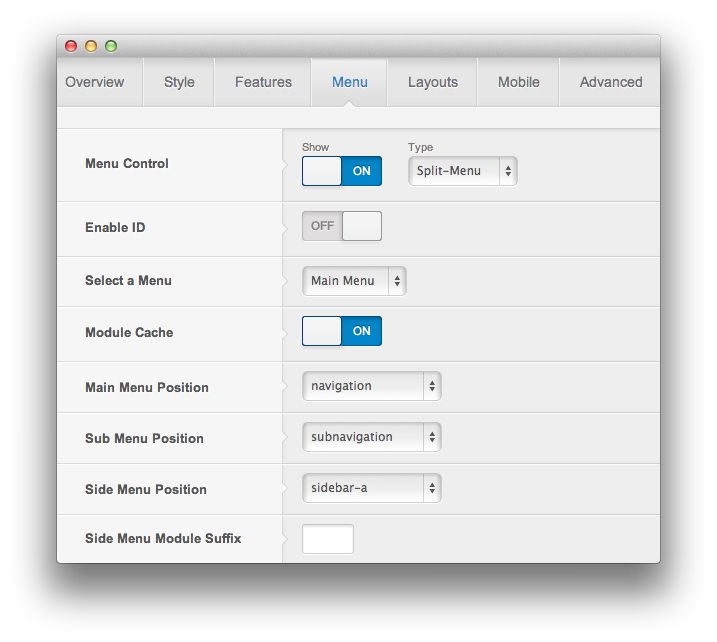 Overview Style Features Menu Layouts Mobile Advanced
Show Type
Menu Control ON Split-Menu
Enable ID OFF
Select a Menu Main Menu
Module Cache ON
Main Menu Position navigation
Sub Menu Position subnavigation
Side Menu Position sidebar-a
Side Menu Module Suffix